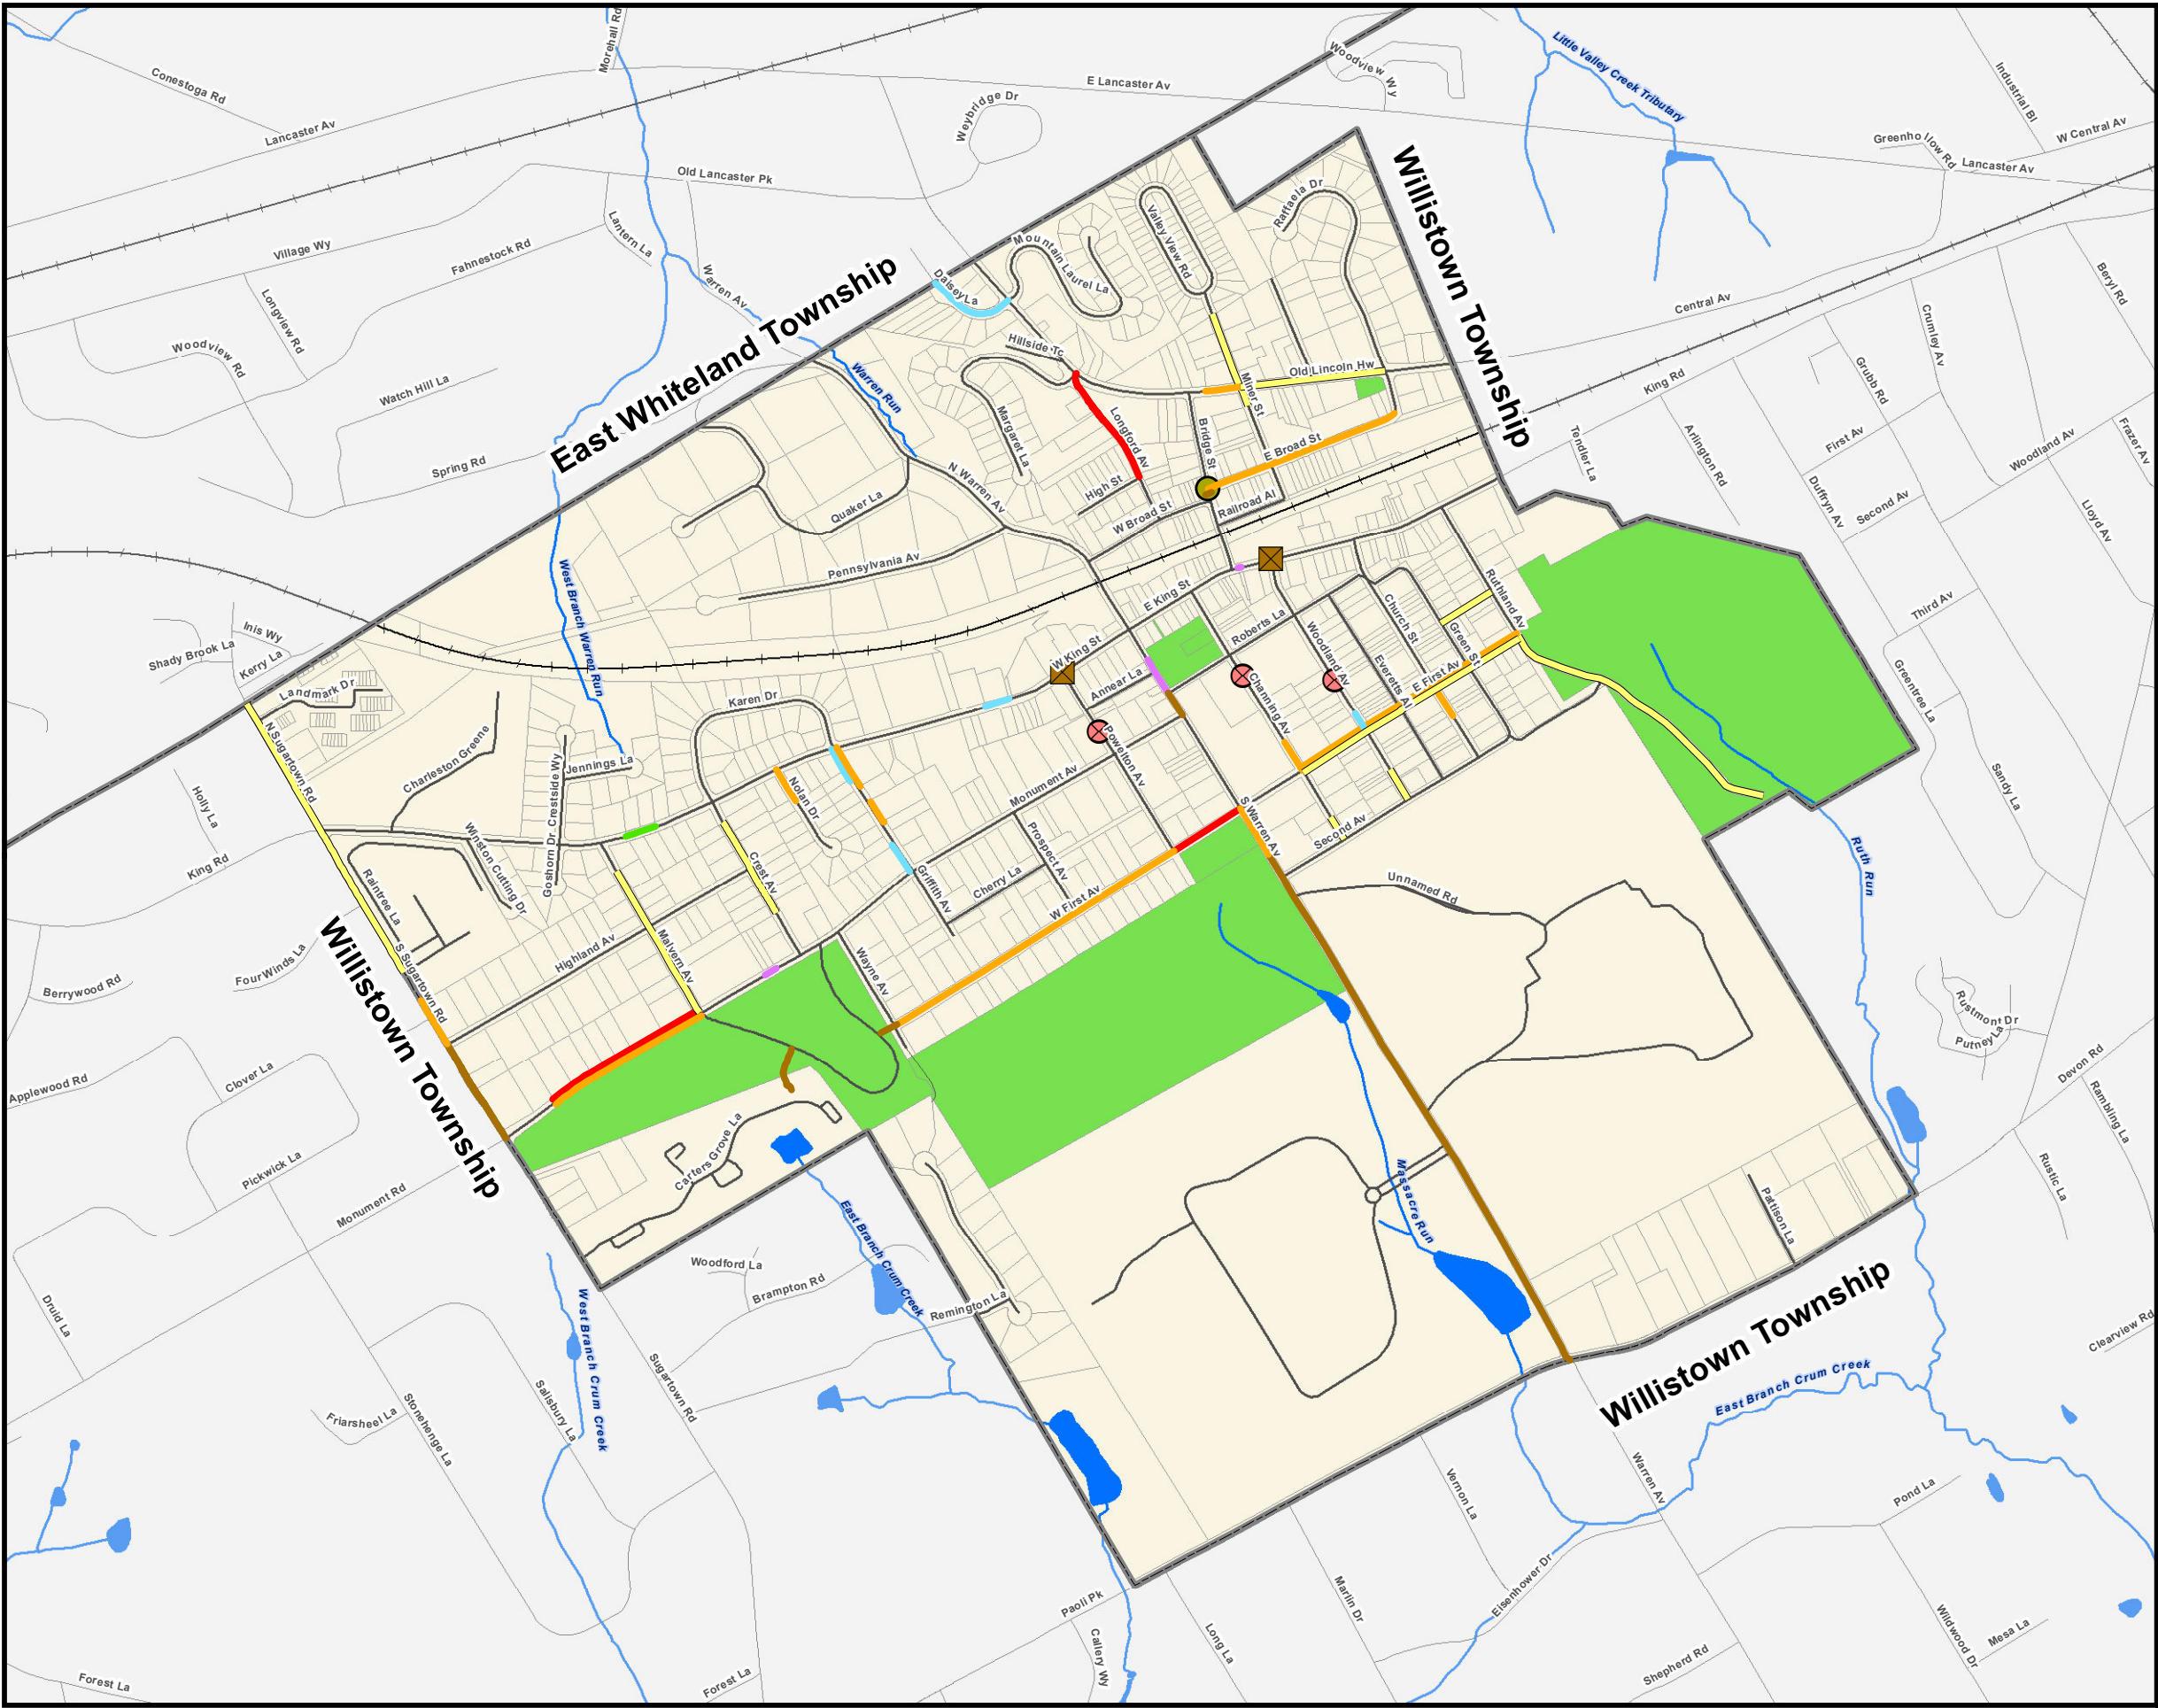 Morehall Rd
Conestoga Rd
Lancaster Av
E Lancaster Av
Weybridge Dr
Woodview Wy
Little Valley Creek Tributary
Industrial Bl
W Central Av
Greenhollow Rd
Lancaster Av
Old Lancaster Pk
Village Wy
Fahnestock Rd
Lantern La
Longview Rd
Woodview Rd
Watch Hill La
Spring Rd
Warren Av
East Whiteland Township
Willistown Township
Raffaela Dr
Valley View Rd
Mountain Laurel La
Daisey La
Hillside Tc
Old Lincoln Hw
Miner St
Central Av
Beryl Rd
Crumley Av
King Rd
Grubb Rd
Frazer Av
Warren Run
Longford Av
Margaret La
Bridge St
E Broad St
High St
W Broad St
Railroad Al
N Warren Av
Quaker La
Pennsylvania Av
Tendler La
Arlington Rd
First Av
Woodland Av
Duffryn Av
Second Av
Lloyd Av
Third Av
Greentree La
Sandy La
West Branch Warren Run
Shady Brook La
Inis Wy
Kerry La
Landmark Dr
N Sugartown Rd
Charleston Greene
Goshorn Dr
Crestside Wy
Jennings La
Karen Dr
Nolan Dr
W King St
E King St
Annear La
Roberts La
Channing Av
Woodland Av
Everetts Al
Church St
Green St
Ruthland Av
E First Av
Powelton Av
Monument Av
Prospect Av
Cherry La
Griffith Av
W First Av
S Warren Av
Second Av
Unnamed Rd
Ruth Run
Holly La
King Rd
Winston Cutting Dr
Raintree La
S Sugartown Rd
Crest Av
Malvern Av
Highland Av
Wayne Av
Four Winds La
Berrywood Rd
Applewood Rd
Clover La
Pickwick La
Monument Rd
Willistown Township
Carters Grove La
Rustmont Dr
Putney La
Devon Rd
Rambling La
Rustic La
Pattison La
Massacre Run
East Branch Crum Creek
West Branch Crum Creek
Woodford La
Brampton Rd
Remington La
Druid La
Friarsheel La
Stonehenge La
Salisbury La
Sugartown Rd
Willistown Township
East Branch Crum Creek
Clearview Rd
Warren Av
Vernon La
Pond La
Eisenhower Dr
Marlin Dr
Paoli Pk
Callery Wy
Long La
Shepherd Rd
Wildwood Dr
Mesa La
Forest La
Forest La